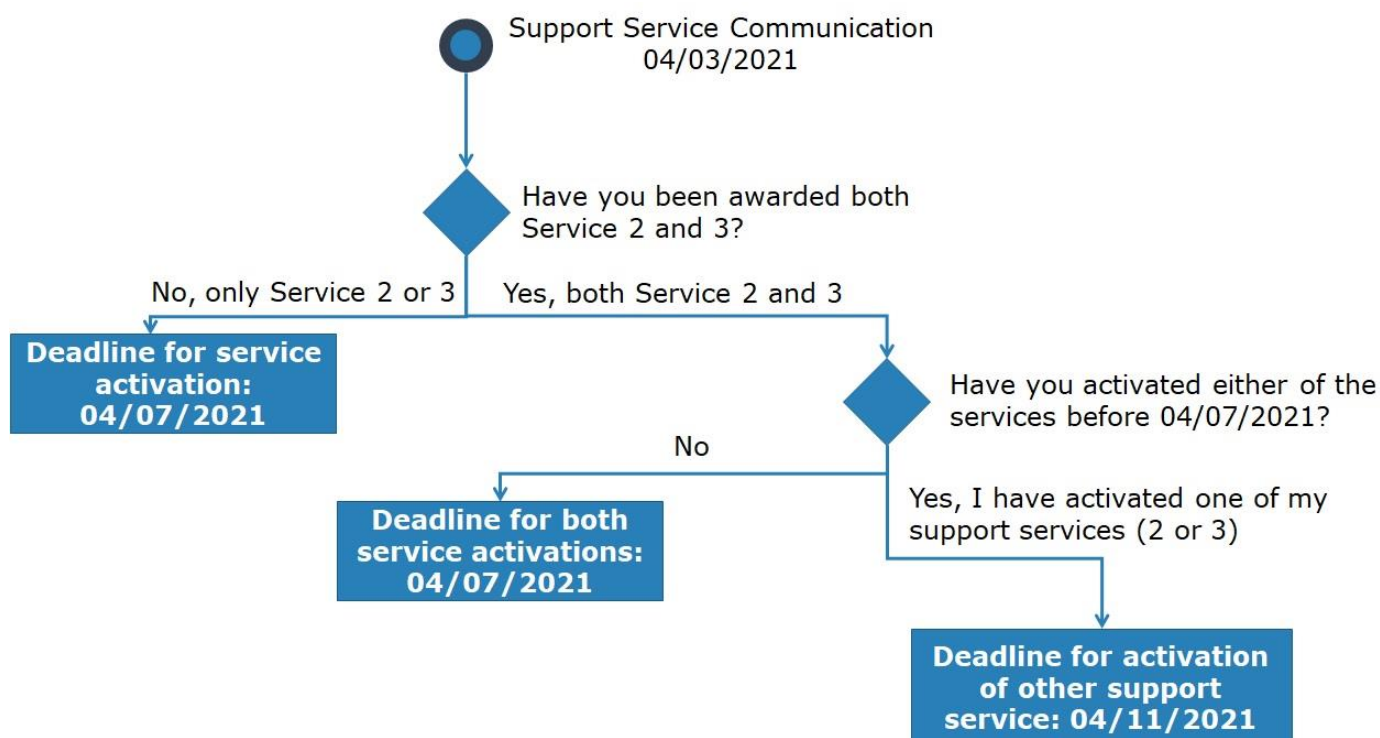 Support Service Communication
04/03/2021
Have you been awarded both
Service 2 and 3?
No, only Service 2 or 3
Yes, both Service 2 and 3
Deadline for service
activation:
04/07/2021
Have you activated either of the
services before 04/07/2021?
No
Deadline for both
service activations:
04/07/2021
Yes, I have activated one of my
support services (2 or 3)
Deadline for activation
of other support
service: 04/11/2021